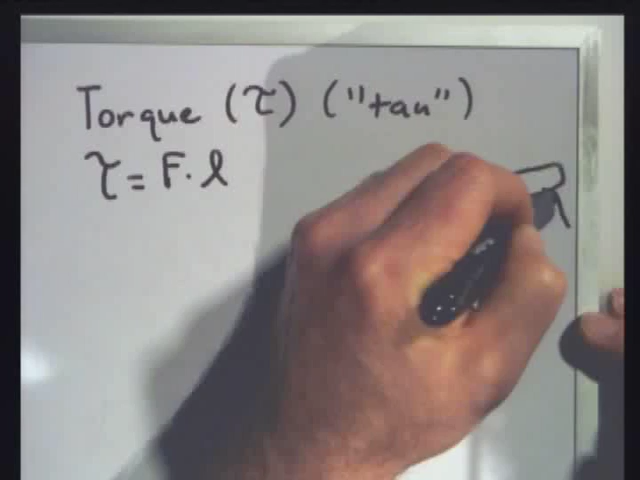 Torque (τ) ("tau")
τ = F · l